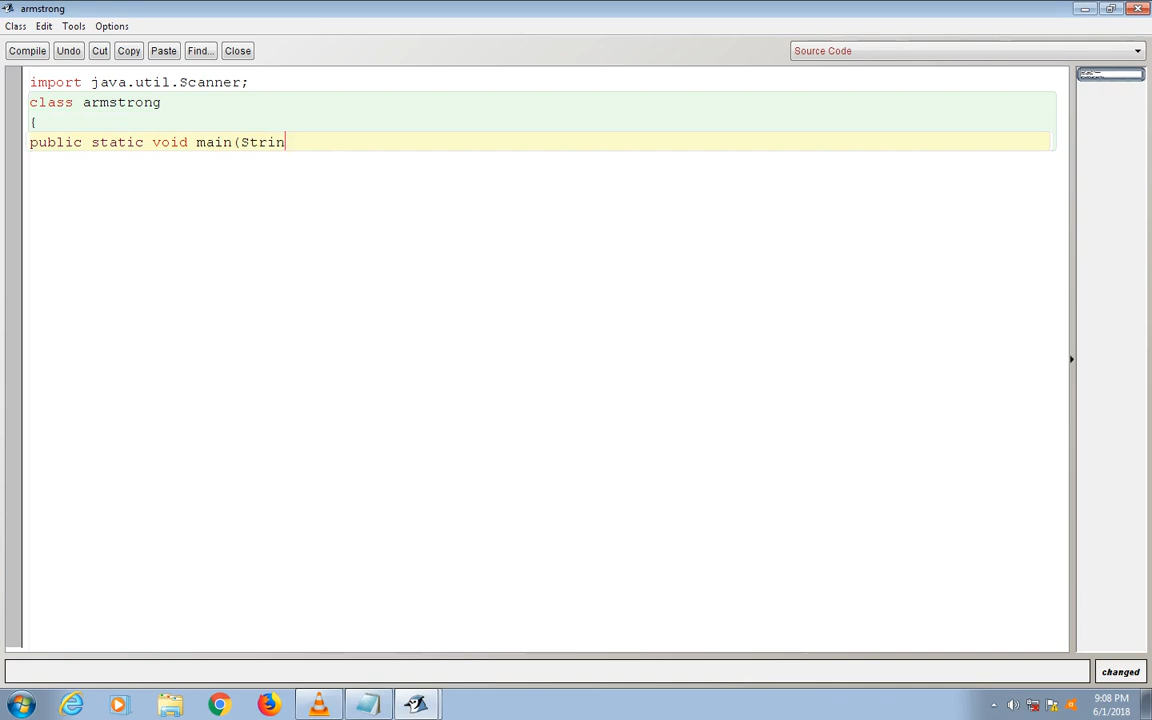 armstrong
Class Edit Tools Options
Compile Undo Cut Copy Paste Find... Close Source Code
import java.util.Scanner;
class armstrong
{
public static void main(Strin
changed
9:08 PM
6/1/2018